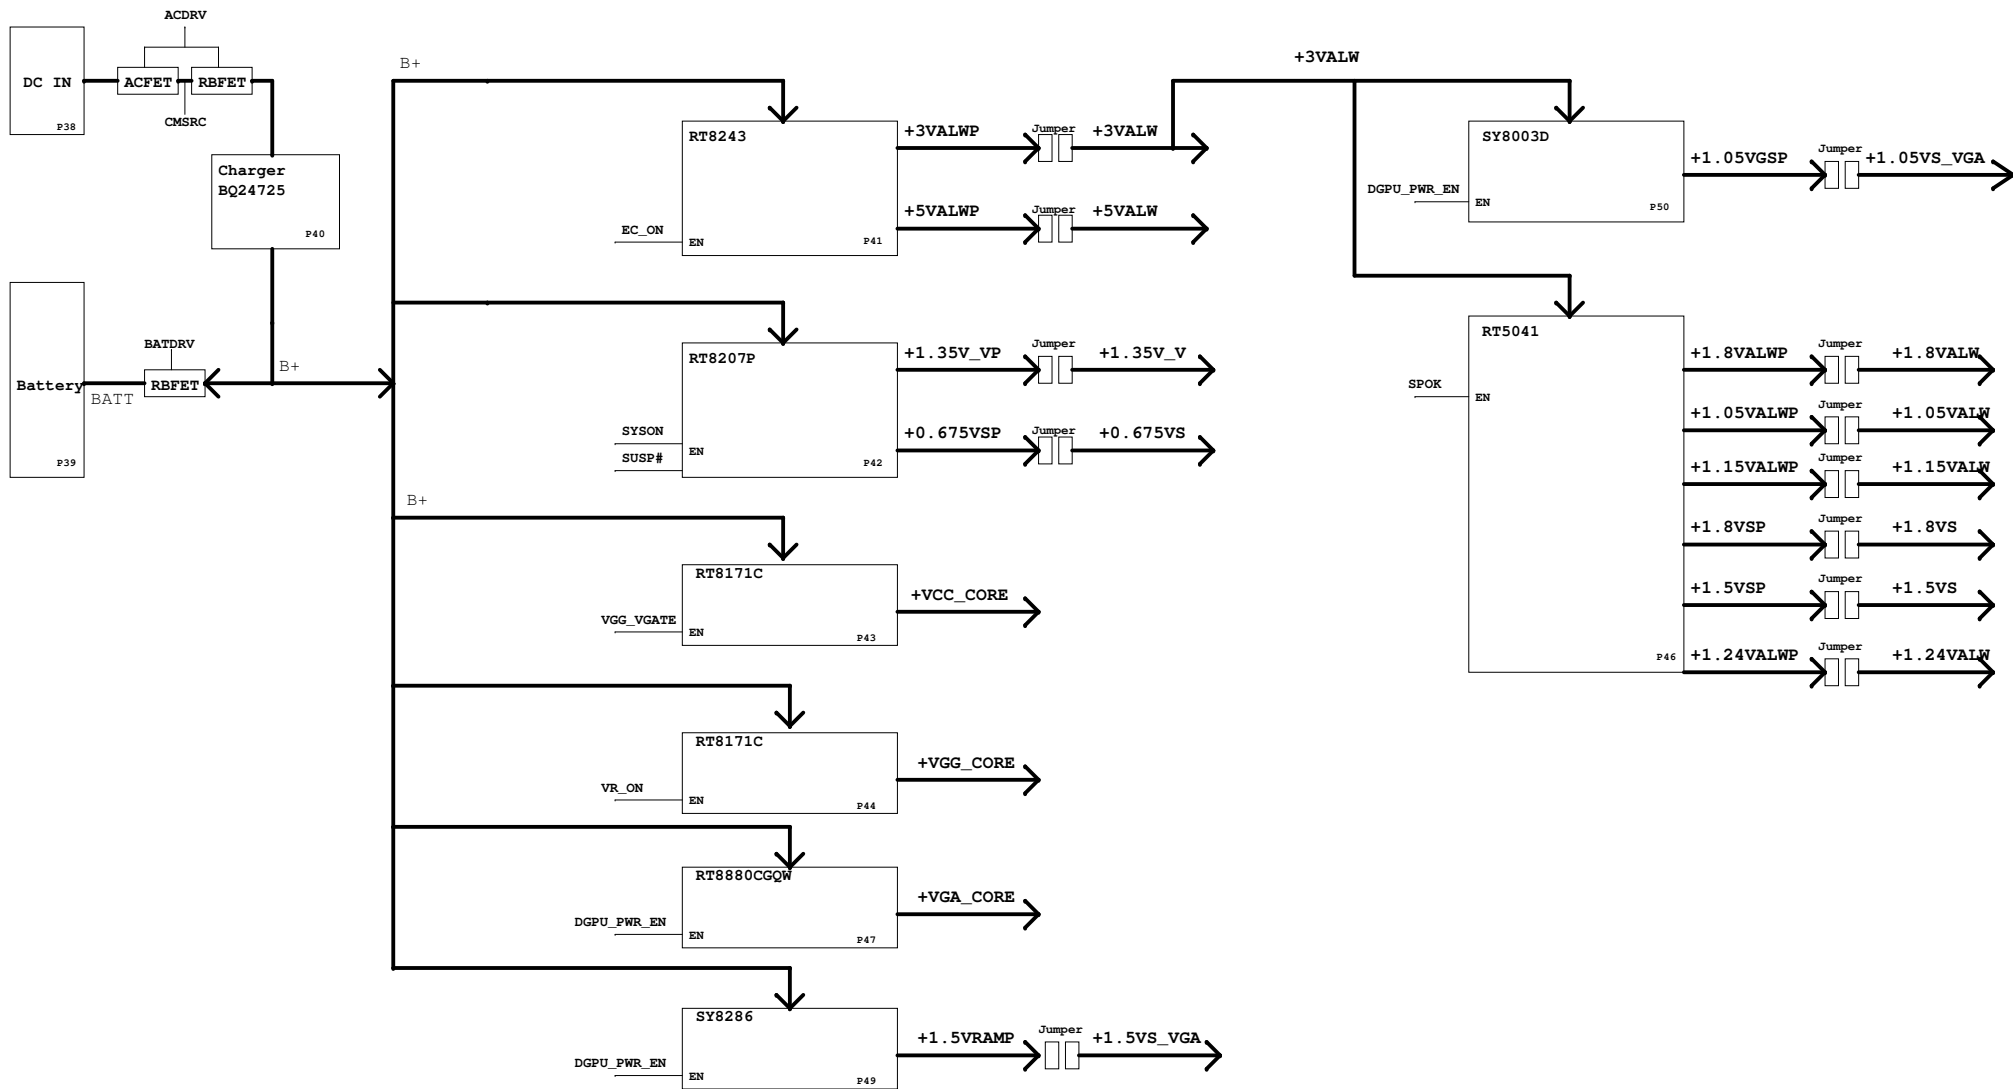 ACDRV
DC IN
ACFET
RBFET
P38
CMSRC
Charger
BQ24725
P40
Battery
BATT
P39
BATDRV
RBFET
B+
B+
RT8243
EC_ON
EN
P41
+3VALWP
Jumper
+3VALW
+5VALWP
Jumper
+5VALW
RT8207P
SYSON
EN
SUSP#
P42
+1.35V_VP
Jumper
+1.35V_V
+0.675VSP
Jumper
+0.675VS
B+
RT8171C
VGG_VGATE
EN
P43
+VCC_CORE
RT8171C
VR_ON
EN
P44
+VGG_CORE
RT8880CGQW
DGPU_PWR_EN
EN
P47
+VGA_CORE
SY8286
DGPU_PWR_EN
EN
P49
+1.5VRAMP
Jumper
+1.5VS_VGA
+3VALW
SY8003D
DGPU_PWR_EN
EN
P50
+1.05VGSP
Jumper
+1.05VS_VGA
RT5041
SPOK
EN
P46
+1.8VALWP
Jumper
+1.8VALW
+1.05VALWP
Jumper
+1.05VALW
+1.15VALWP
Jumper
+1.15VALW
+1.8VSP
Jumper
+1.8VS
+1.5VSP
Jumper
+1.5VS
+1.24VALWP
Jumper
+1.24VALW